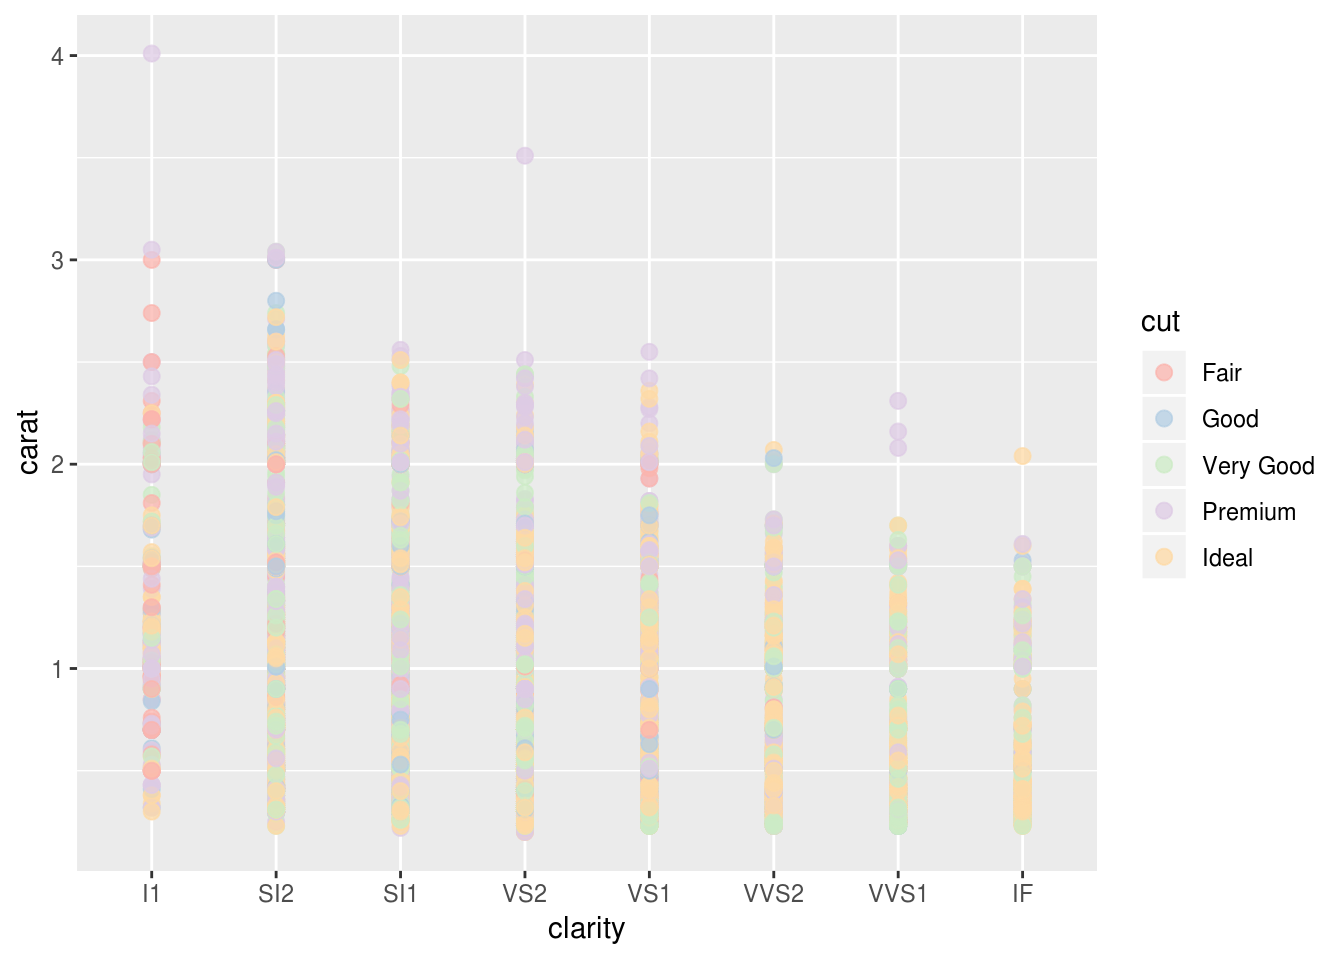 4
3
2
1
carat
I1 SI2 SI1 VS2 VS1 VVS2 VVS1 IF
clarity
cut
Fair
Good
Very Good
Premium
Ideal